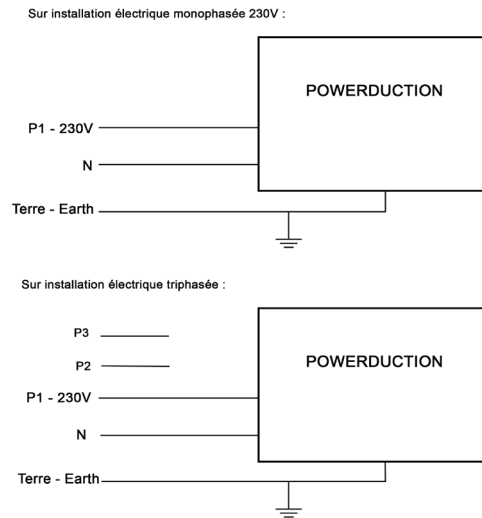 Sur installation électrique monophasée 230V :
POWERDUCTION
P1 - 230V
N
Terre - Earth
Sur installation électrique triphasée :
P3
POWERDUCTION
P2
P1 - 230V
N
Terre - Earth